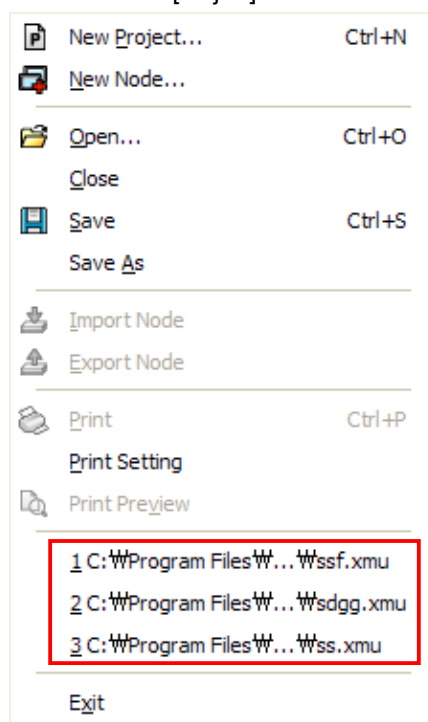 New Project... Ctrl+N
New Node...
Open... Ctrl+O
Close
Save Ctrl+S
Save As
Import Node
Export Node
Print Ctrl+P
Print Setting
Print Preview
1 C:₩Program Files₩...₩ssf.xmu
2 C:₩Program Files₩...₩sdgg.xmu
3 C:₩Program Files₩...₩ss.xmu
Exit